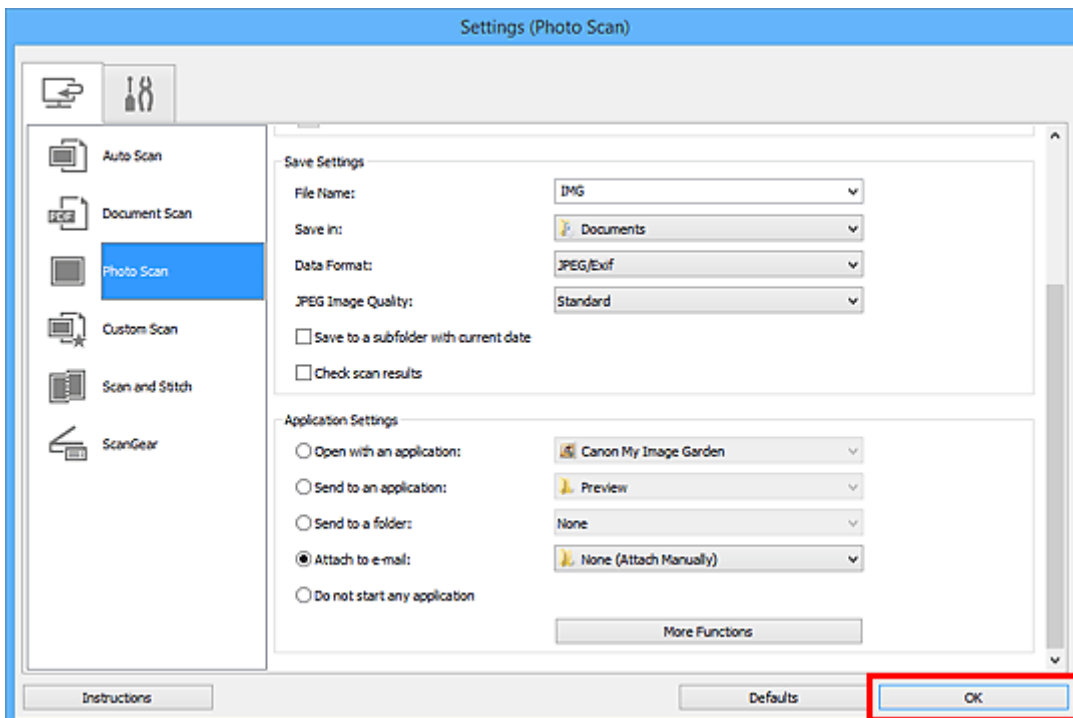 Settings (Photo Scan)
Auto Scan
PDF
Document Scan
Photo Scan
Custom Scan
Scan and Stitch
ScanGear
Save Settings
File Name: IMG
Save in: Documents
Data Format: JPEG/Exif
JPEG Image Quality: Standard
Save to a subfolder with current date
Check scan results
Application Settings
Open with an application: Canon My Image Garden
Send to an application: Preview
Send to a folder: None
Attach to e-mail: None (Attach Manually)
Do not start any application
More Functions
Instructions Defaults OK